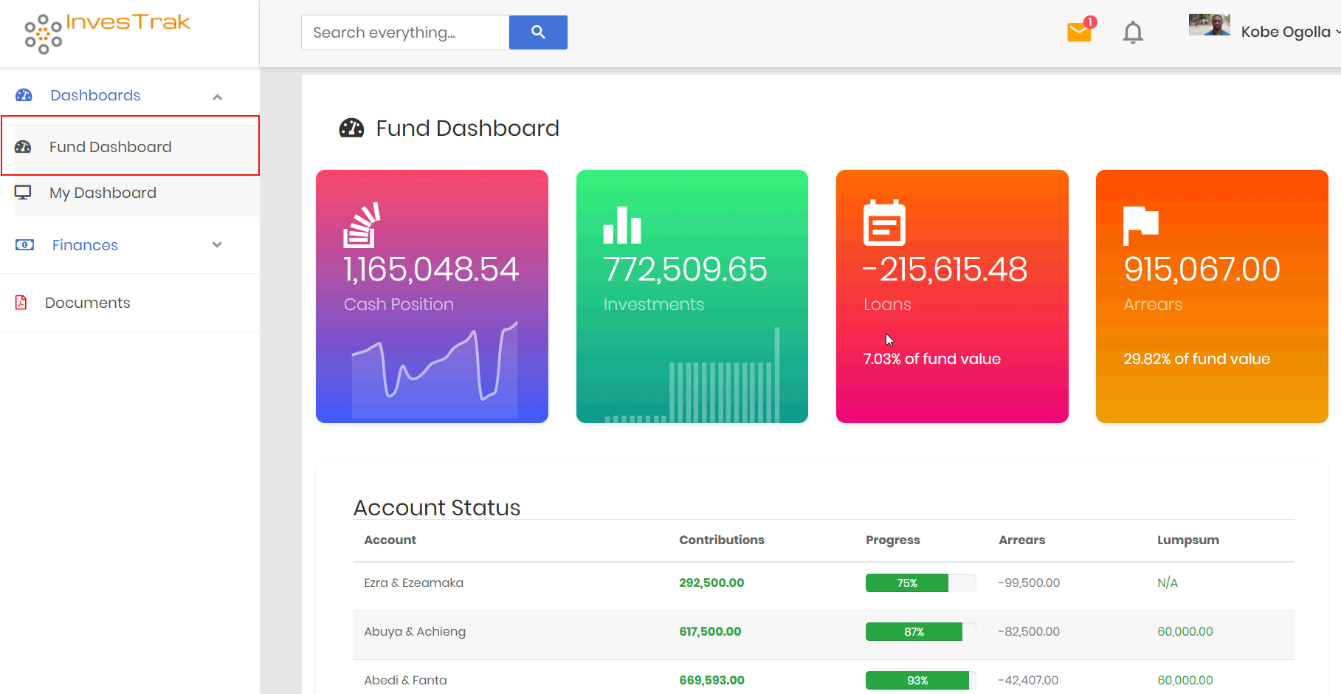 InvesTrak
Search everything...
1
Kobe Ogolla
Dashboards
Fund Dashboard
My Dashboard
Finances
Documents
Fund Dashboard
1,165,048.54
Cash Position
772,509.65
Investments
-215,615.48
Loans
7.03% of fund value
915,067.00
Arrears
29.82% of fund value
Account Status
Account Contributions Progress Arrears Lumpsum
Ezra & Ezeamaka 292,500.00 75% -99,500.00 N/A
Abuya & Achieng 617,500.00 87% -82,500.00 60,000.00
Abedi & Fanta 669,593.00 93% -42,407.00 60,000.00